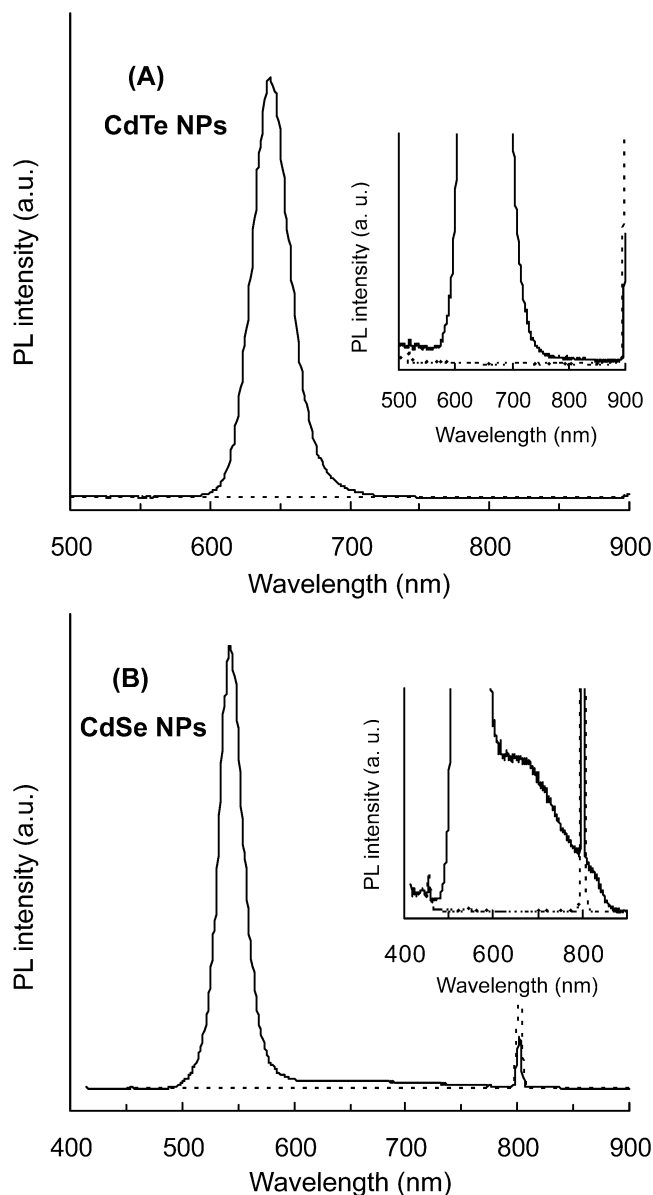 (A)
CdTe NPs
PL intensity (a.u.)
PL intensity (a. u.)
500 600 700 800 900
Wavelength (nm)
500 600 700 800 900
Wavelength (nm)
(B)
CdSe NPs
PL intensity (a.u.)
PL intensity (a. u.)
400 600 800
Wavelength (nm)
400 500 600 700 800 900
Wavelength (nm)